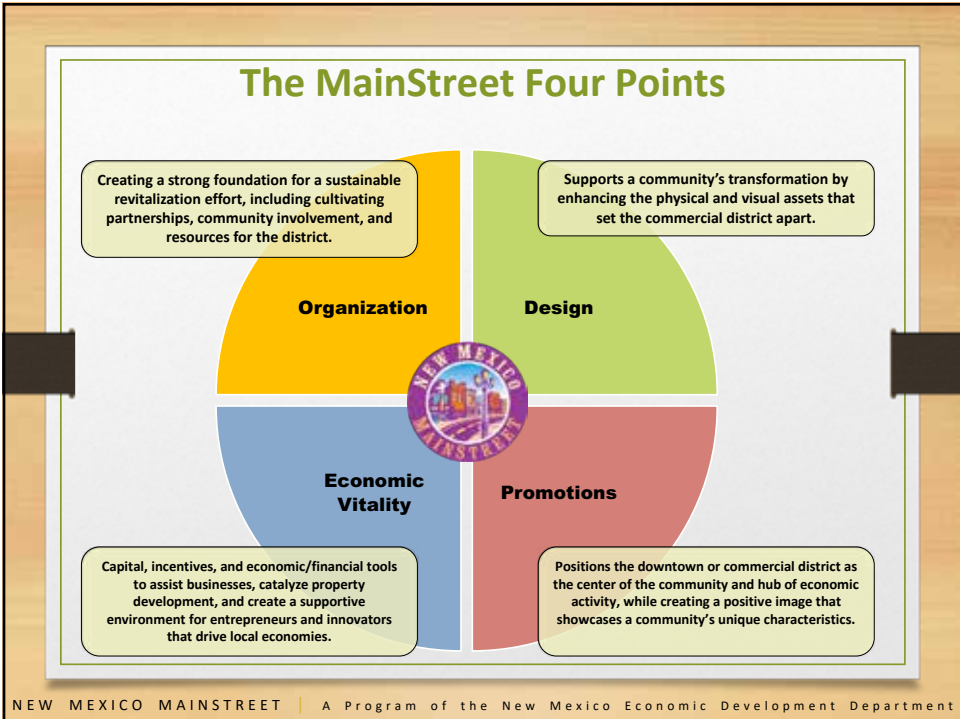 The MainStreet Four Points
Creating a strong foundation for a sustainable
revitalization effort, including cultivating
partnerships, community involvement, and
resources for the district.
Supports a community's transformation by
enhancing the physical and visual assets that
set the commercial district apart.
Organization
Design
NEW MEXICO
MAINSTREET
Economic
Vitality
Promotions
Capital, incentives, and economic/financial tools
to assist businesses, catalyze property
development, and create a supportive
environment for entrepreneurs and innovators
that drive local economies.
Positions the downtown or commercial district as
the center of the community and hub of economic
activity, while creating a positive image that
showcases a community's unique characteristics.
NEW MEXICO MAINSTREET | A Program of the New Mexico Economic Development Department